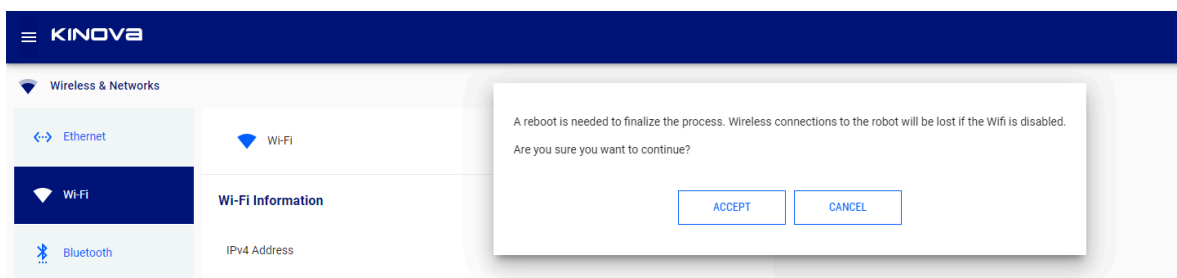 KINOVA
Wireless & Networks
Ethernet
Wi-Fi
Bluetooth
Wi-Fi
Wi-Fi Information
IPv4 Address
A reboot is needed to finalize the process. Wireless connections to the robot will be lost if the Wifi is disabled.
Are you sure you want to continue?
ACCEPT
CANCEL